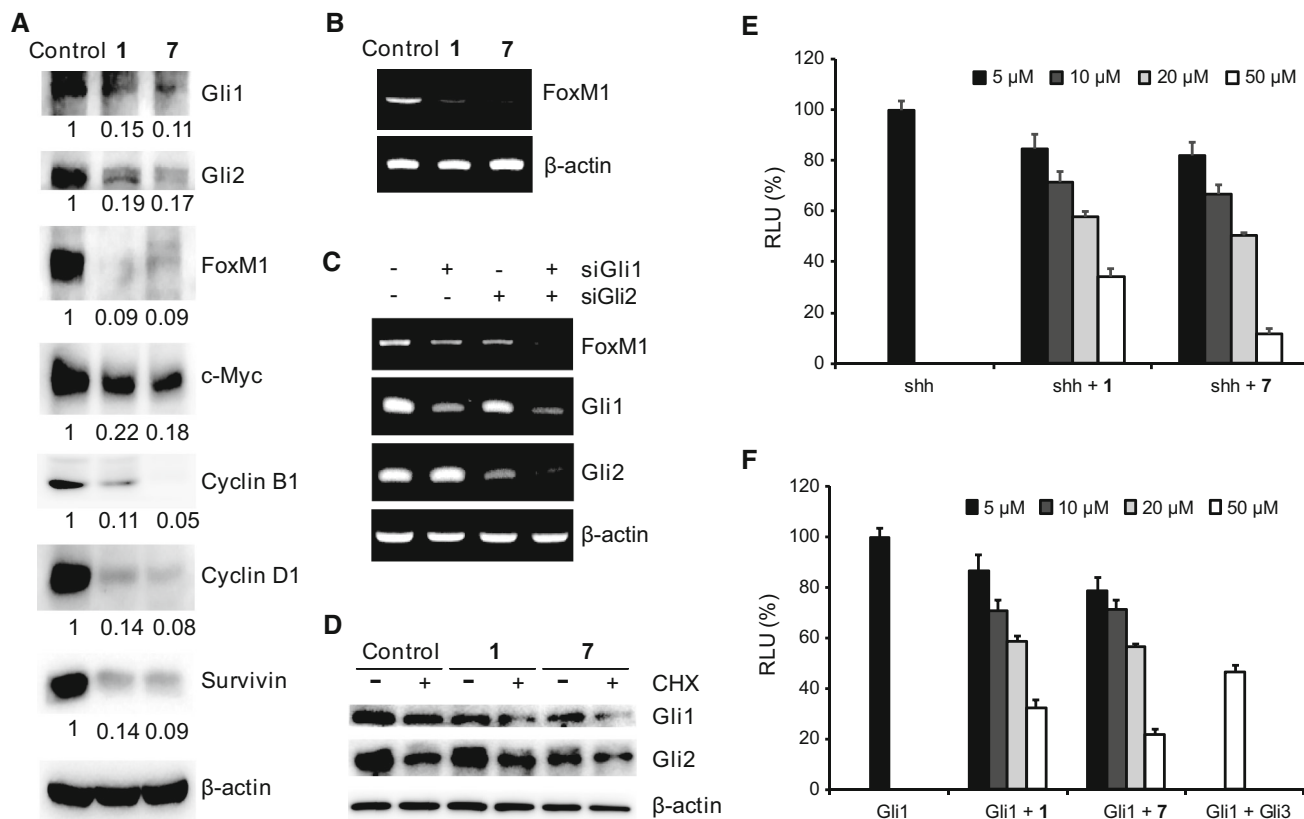 A
Control 1 7
Gli1
1 0.15 0.11
Gli2
1 0.19 0.17
FoxM1
1 0.09 0.09
c-Myc
1 0.22 0.18
Cyclin B1
1 0.11 0.05
Cyclin D1
1 0.14 0.08
Survivin
1 0.14 0.09
β-actin
B
Control 1 7
FoxM1
β-actin
C
- + - + siGli1
- - + + siGli2
FoxM1
Gli1
Gli2
β-actin
D
Control 1 7
- + - + - + CHX
Gli1
Gli2
β-actin
E
120
100
80
60
40
20
0
RLU (%)
5 µM 10 µM 20 µM 50 µM
shh shh + 1 shh + 7
F
120
100
80
60
40
20
0
RLU (%)
5 µM 10 µM 20 µM 50 µM
Gli1 Gli1 + 1 Gli1 + 7 Gli1 + Gli3